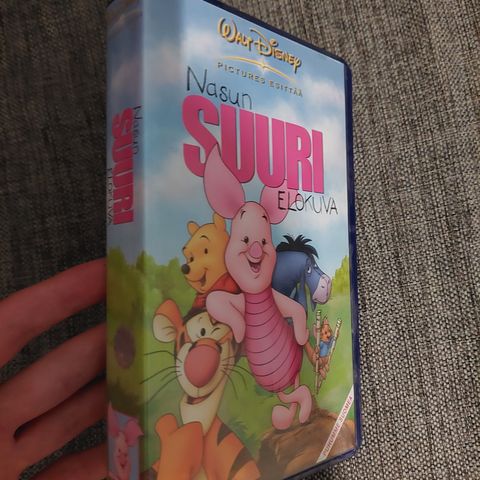 WALT DISNEY
PICTURES ESITTÄÄ
Nasun
SUURI
ELOKUVA
Nasun
SUURI
ELOKUVA